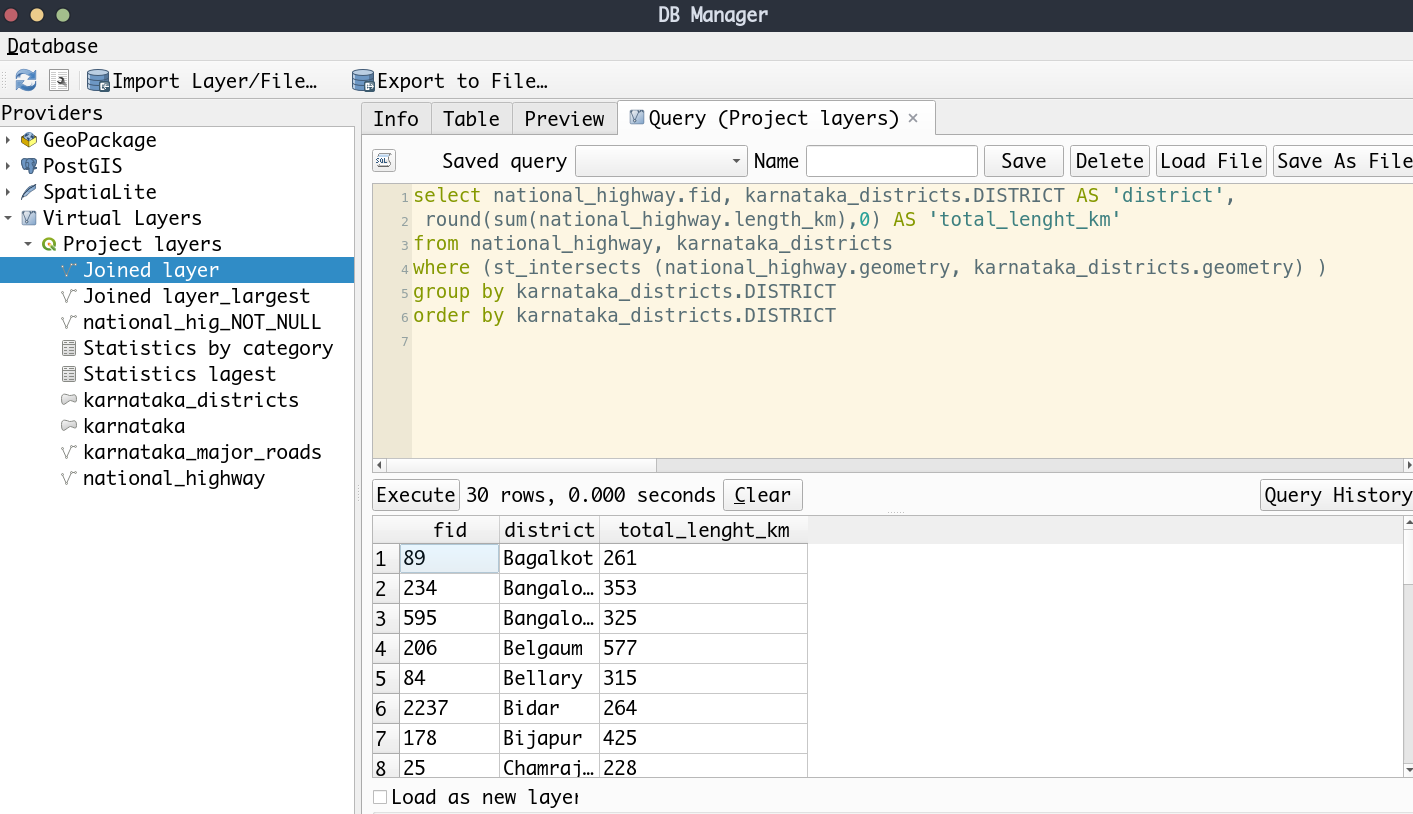 DB Manager
Database
Import Layer/File…
Export to File…
Providers
GeoPackage
PostGIS
SpatiaLite
Virtual Layers
Project layers
Joined layer
Joined layer_largest
national_hig_NOT_NULL
Statistics by category
Statistics lagest
karnataka_districts
karnataka
karnataka_major_roads
national_highway
Info Table Preview Query (Project layers) ×
SQL Saved query Name Save Delete Load File Save As File
1 select national_highway.fid, karnataka_districts.DISTRICT AS 'district',
2 round(sum(national_highway.length_km),0) AS 'total_lenght_km'
3 from national_highway, karnataka_districts
4 where (st_intersects (national_highway.geometry, karnataka_districts.geometry) )
5 group by karnataka_districts.DISTRICT
6 order by karnataka_districts.DISTRICT
7
Execute 30 rows, 0.000 seconds Clear Query History
fid district total_lenght_km
1 89 Bagalkot 261
2 234 Bangalo… 353
3 595 Bangalo… 325
4 206 Belgaum 577
5 84 Bellary 315
6 2237 Bidar 264
7 178 Bijapur 425
8 25 Chamraj… 228
Load as new layer